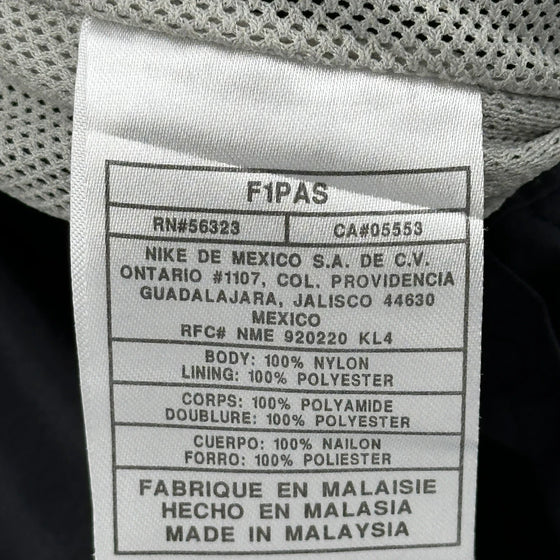 F1PAS
RN#56323 CA#05553
NIKE DE MEXICO S.A. DE C.V.
ONTARIO #1107, COL. PROVIDENCIA
GUADALAJARA, JALISCO 44630
MEXICO
RFC# NME 920220 KL4
BODY: 100% NYLON
LINING: 100% POLYESTER
CORPS: 100% POLYAMIDE
DOUBLURE: 100% POLYESTER
CUERPO: 100% NAILON
FORRO: 100% POLIESTER
FABRIQUE EN MALAISIE
HECHO EN MALASIA
MADE IN MALAYSIA